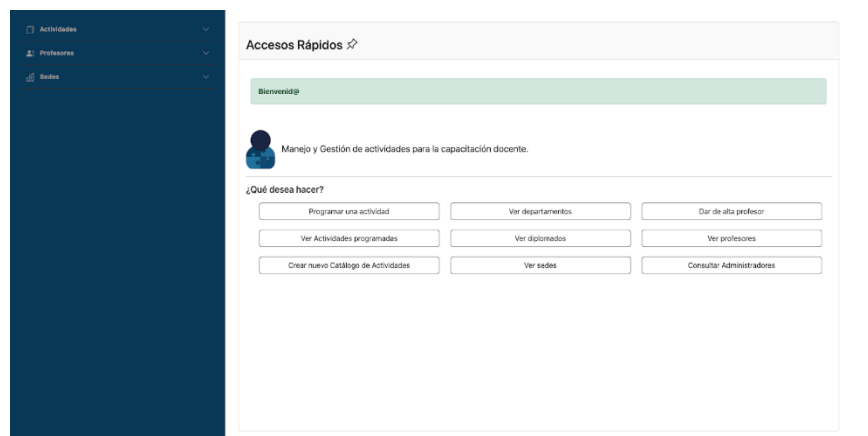 Actividades
Profesores
Sedes
Accesos Rápidos
Bienvenid@
Manejo y Gestión de actividades para la capacitación docente.
¿Qué desea hacer?
Programar una actividad
Ver departamentos
Dar de alta profesor
Ver Actividades programadas
Ver diplomados
Ver profesores
Crear nuevo Catálogo de Actividades
Ver sedes
Consultar Administradores